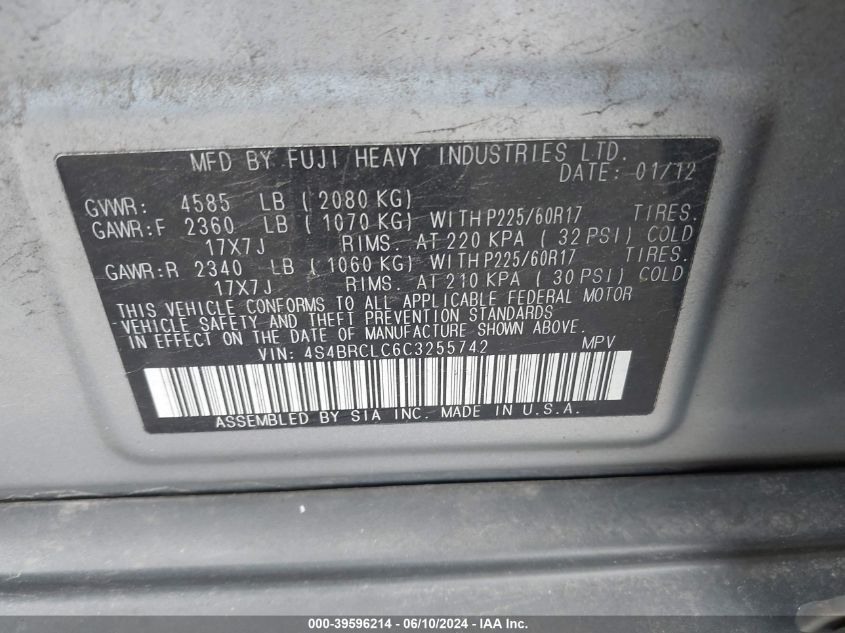 MFD BY FUJI HEAVY INDUSTRIES LTD.
DATE: 01/12
GVWR: 4585 LB ( 2080 KG)
GAWR:F 2360 LB ( 1070 KG) WITH P225/60R17 TIRES.
17X7J RIMS. AT 220 KPA ( 32 PSI) COLD
GAWR:R 2340 LB ( 1060 KG) WITH P225/60R17 TIRES.
17X7J RIMS. AT 210 KPA ( 30 PSI) COLD
THIS VEHICLE CONFORMS TO ALL APPLICABLE FEDERAL MOTOR
VEHICLE SAFETY AND THEFT PREVENTION STANDARDS
IN EFFECT ON THE DATE OF MANUFACTURE SHOWN ABOVE.
VIN: 4S4BRCLC6C3255742 MPV
ASSEMBLED BY SIA INC. MADE IN U.S.A.
000-39596214 - 06/10/2024 - IAA Inc.